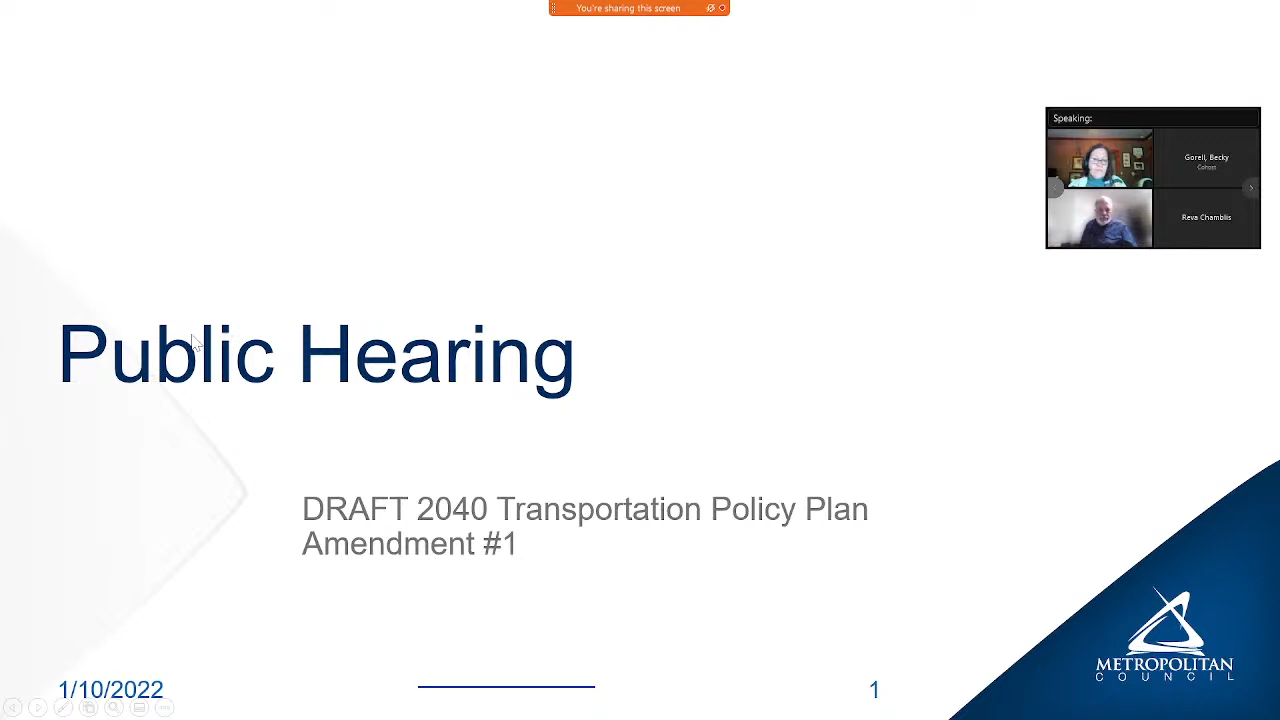 You're sharing this screen
Speaking:
Gorell, Becky
Cohost
Reva Chamblis
Public Hearing
DRAFT 2040 Transportation Policy Plan
Amendment #1
METROPOLITAN
COUNCIL
1/10/2022
1